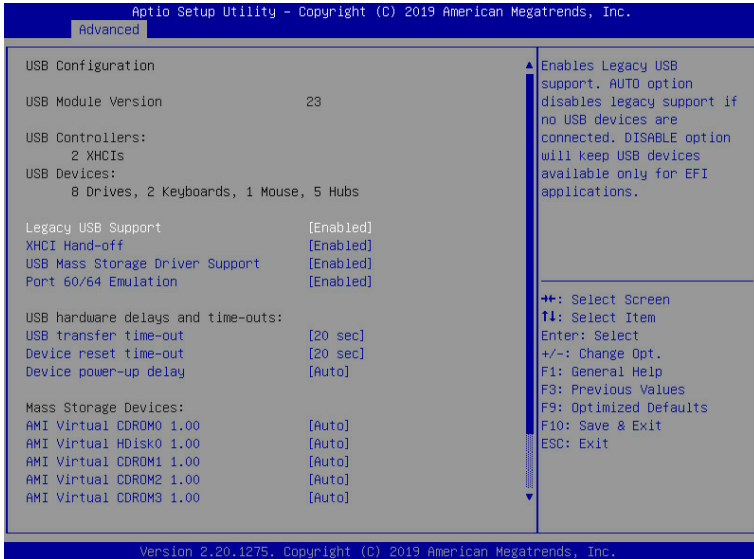 Aptio Setup Utility – Copyright (C) 2019 American Megatrends, Inc.
Advanced
USB Configuration
USB Module Version 23
USB Controllers:
2 XHCIs
USB Devices:
8 Drives, 2 Keyboards, 1 Mouse, 5 Hubs
Legacy USB Support [Enabled]
XHCI Hand-off [Enabled]
USB Mass Storage Driver Support [Enabled]
Port 60/64 Emulation [Enabled]
USB hardware delays and time-outs:
USB transfer time-out [20 sec]
Device reset time-out [20 sec]
Device power-up delay [Auto]
Mass Storage Devices:
AMI Virtual CDROM0 1.00 [Auto]
AMI Virtual HDisk0 1.00 [Auto]
AMI Virtual CDROM1 1.00 [Auto]
AMI Virtual CDROM2 1.00 [Auto]
AMI Virtual CDROM3 1.00 [Auto]
Enables Legacy USB
support. AUTO option
disables legacy support if
no USB devices are
connected. DISABLE option
will keep USB devices
available only for EFI
applications.
→←: Select Screen
↑↓: Select Item
Enter: Select
+/-: Change Opt.
F1: General Help
F3: Previous Values
F9: Optimized Defaults
F10: Save & Exit
ESC: Exit
Version 2.20.1275. Copyright (C) 2019 American Megatrends, Inc.